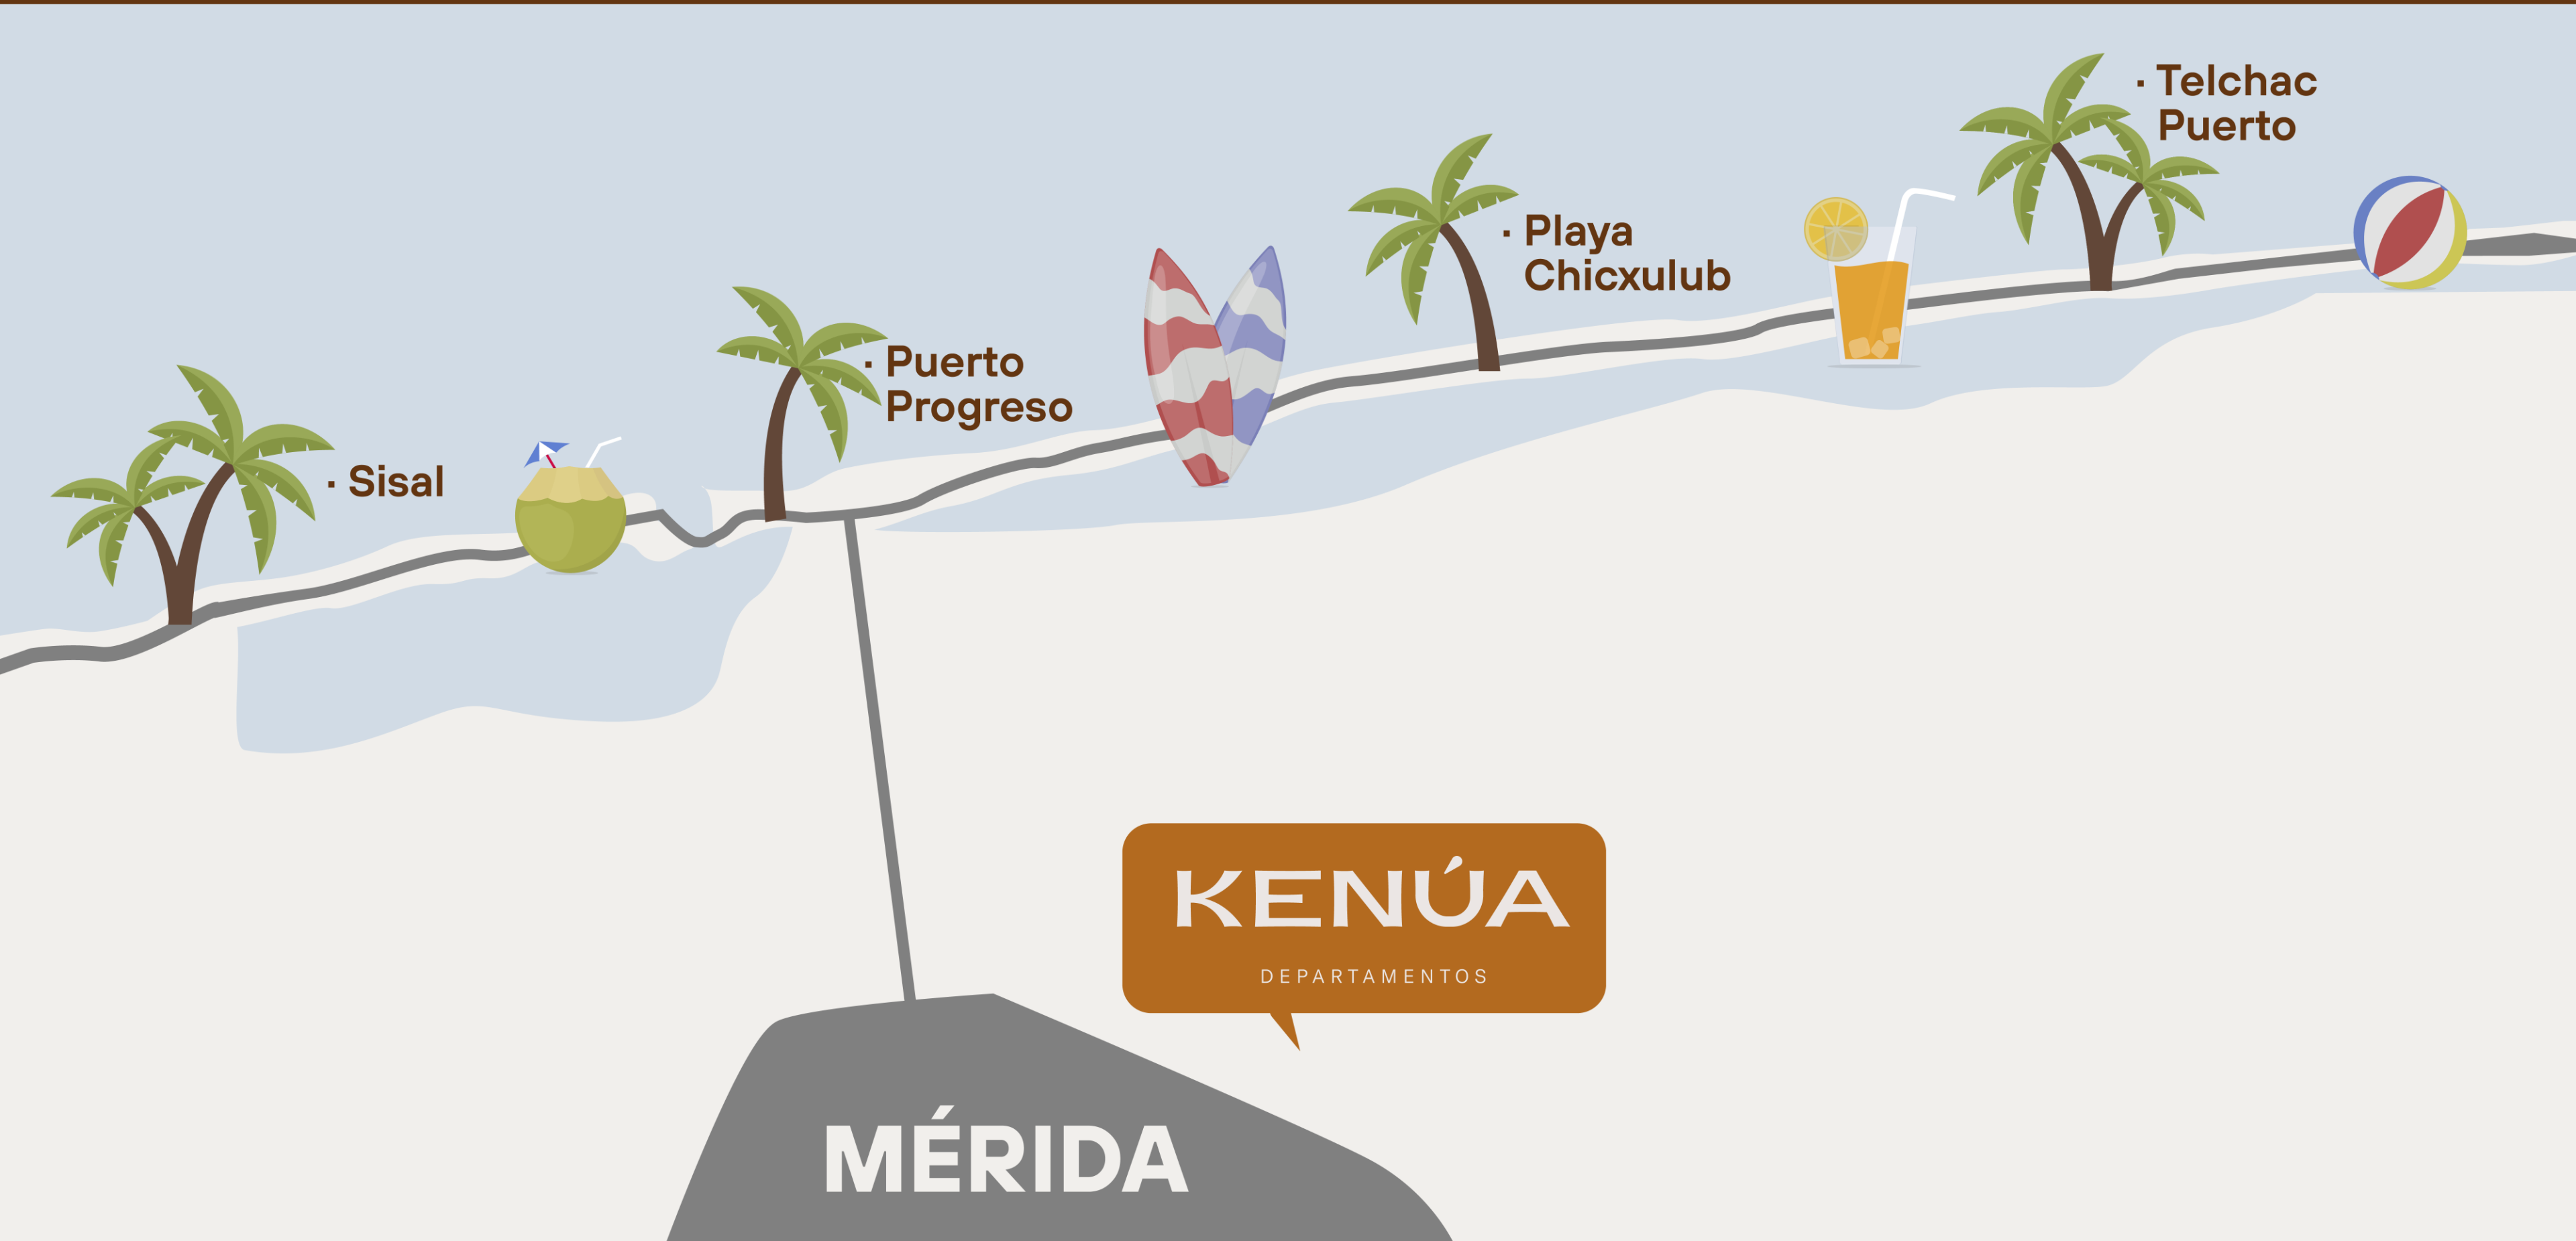 · Telchac
Puerto
· Playa
Chicxulub
· Puerto
Progreso
· Sisal
KENÚA
DEPARTAMENTOS
MÉRIDA